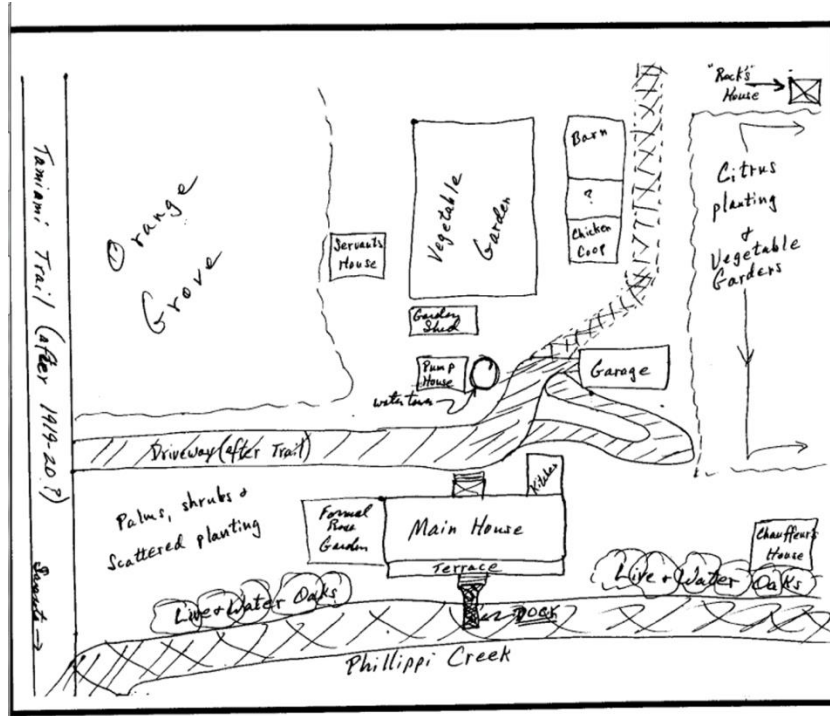 "Rock's"
House
Barn
?
Chicken
Coop
Citrus
planting
&
Vegetable
Gardens
Tamiami Trail (after 1919-20?)
Orange
Grove
Vegetable
Garden
Servants
House
Garden
Shed
Pump
House
water tower
Garage
Driveway (after Trail)
Kitchen
Palms, shrubs &
Scattered planting
Formal
Rose
Garden
Main House
Terrace
Chauffeur's
House
Live & Water Oaks
Live & Water Oaks
Dock
Sarasota →
Phillippi Creek